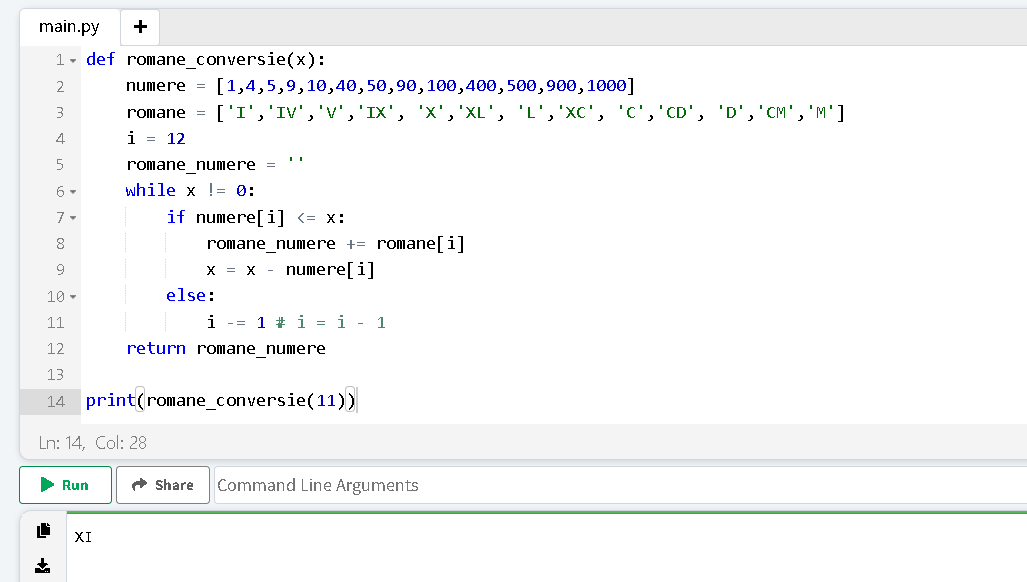 main.py +
1 def romane_conversie(x):
2 numere = [1,4,5,9,10,40,50,90,100,400,500,900,1000]
3 romane = ['I','IV','V','IX', 'X','XL', 'L','XC', 'C','CD', 'D','CM','M']
4 i = 12
5 romane_numere = ''
6 while x != 0:
7 if numere[i] <= x:
8 romane_numere += romane[i]
9 x = x - numere[i]
10 else:
11 i -= 1 # i = i - 1
12 return romane_numere
13
14 print(romane_conversie(11))
Ln: 14, Col: 28
Run Share Command Line Arguments
XI